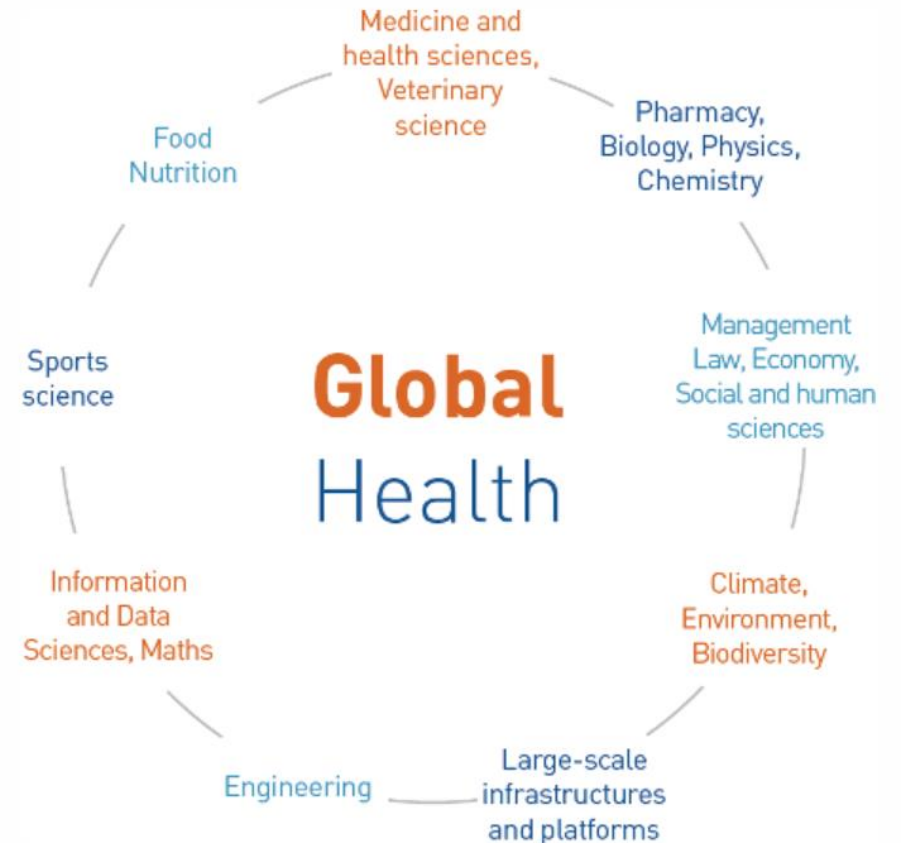 Medicine and
health sciences,
Veterinary
science
Pharmacy,
Biology, Physics,
Chemistry
Management
Law, Economy,
Social and human
sciences
Climate,
Environment,
Biodiversity
Large-scale
infrastructures
and platforms
Engineering
Information
and Data
Sciences, Maths
Sports
science
Food
Nutrition
Global
Health